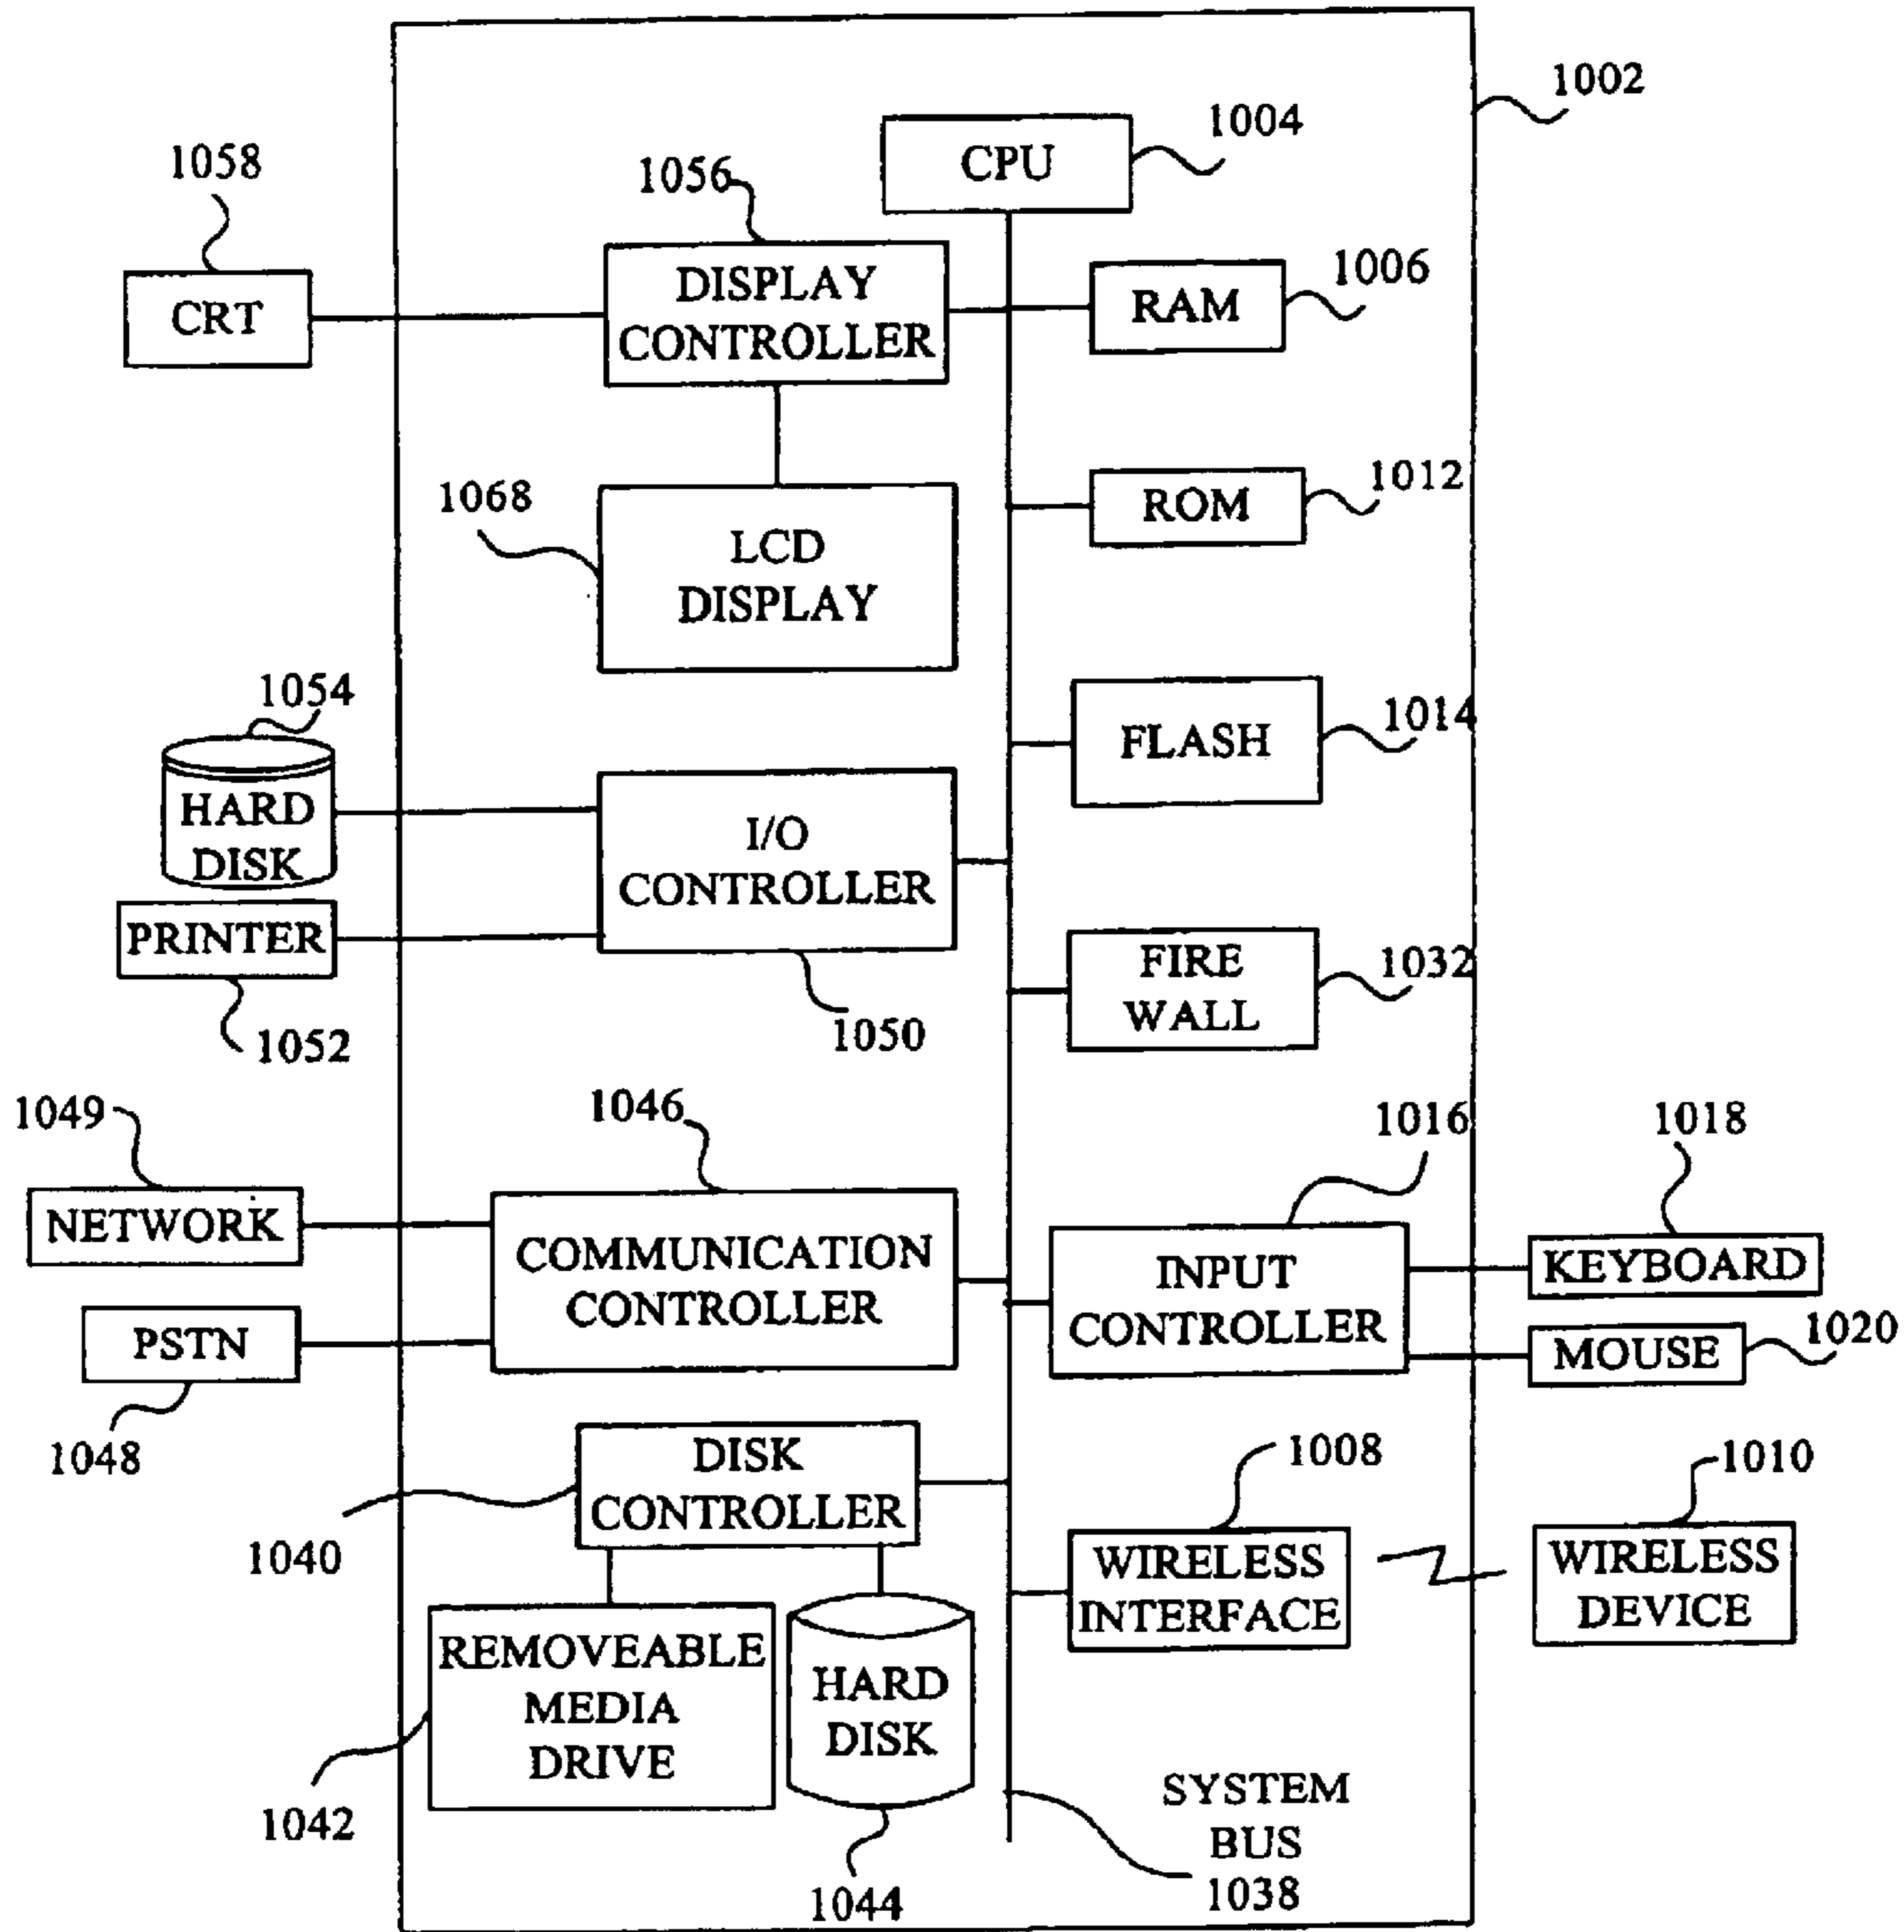 1002
1004
CPU
1058
1056
CRT
DISPLAY
CONTROLLER
RAM
1006
1068
LCD
DISPLAY
ROM
1012
1054
HARD
DISK
I/O
CONTROLLER
FLASH
1014
PRINTER
1052
1050
FIRE
WALL
1032
1049
1046
1016
1018
NETWORK
COMMUNICATION
CONTROLLER
INPUT
CONTROLLER
KEYBOARD
PSTN
MOUSE
1020
1048
DISK
CONTROLLER
1008
1010
1040
WIRELESS
INTERFACE
WIRELESS
DEVICE
REMOVEABLE
MEDIA
DRIVE
HARD
DISK
1042
1044
SYSTEM
BUS
1038